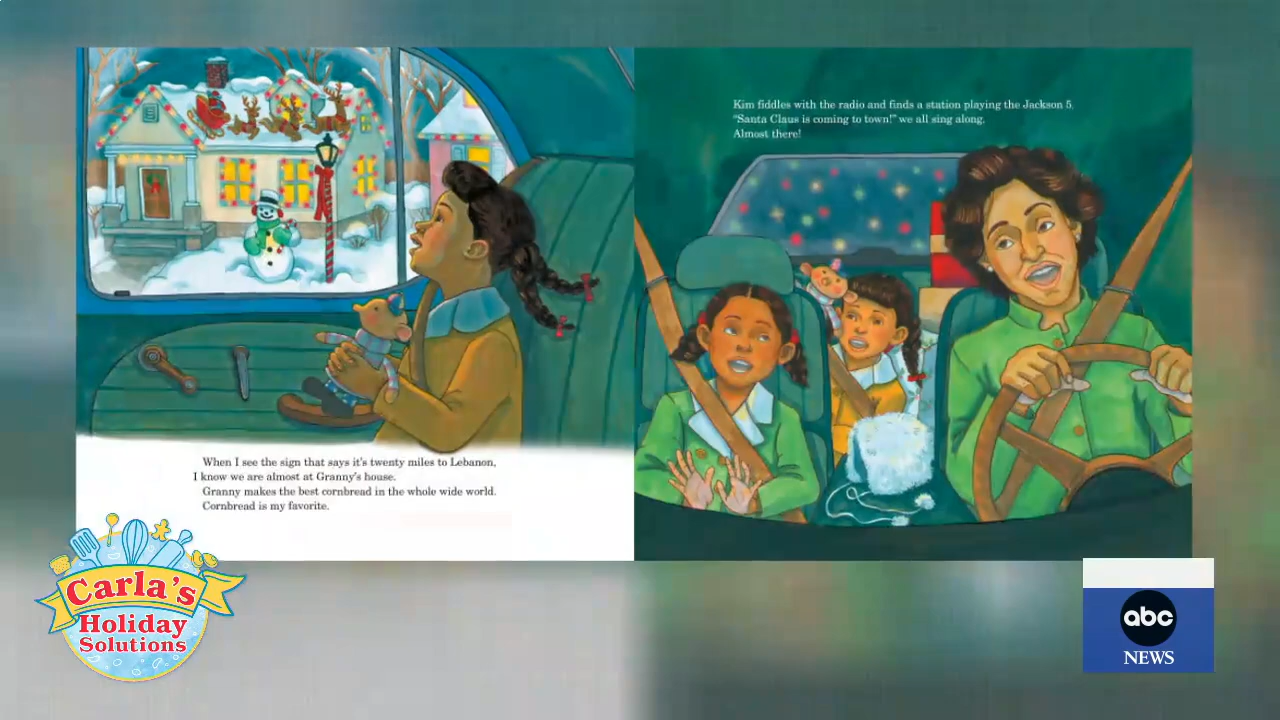 Kim fiddles with the radio and finds a station playing the Jackson 5.
“Santa Claus is coming to town!” we all sing along.
Almost there!
When I see the sign that says it’s twenty miles to Lebanon,
I know we are almost at Granny’s house.
Granny makes the best cornbread in the whole wide world.
Cornbread is my favorite.
Carla’s
Holiday
Solutions
abc
NEWS